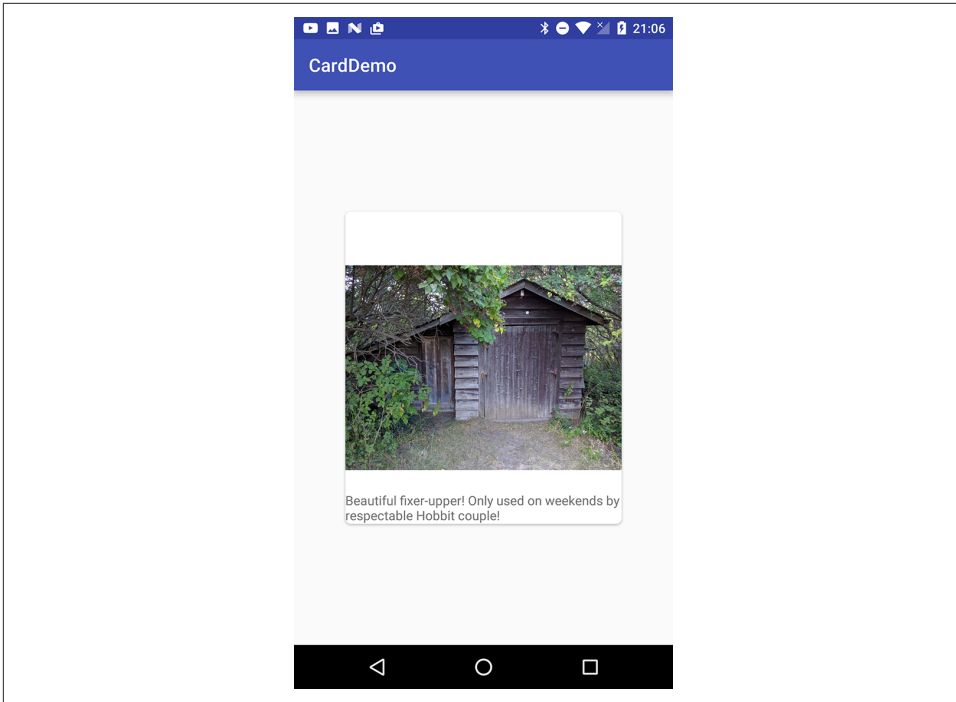 21:06
CardDemo
Beautiful fixer-upper! Only used on weekends by
respectable Hobbit couple!